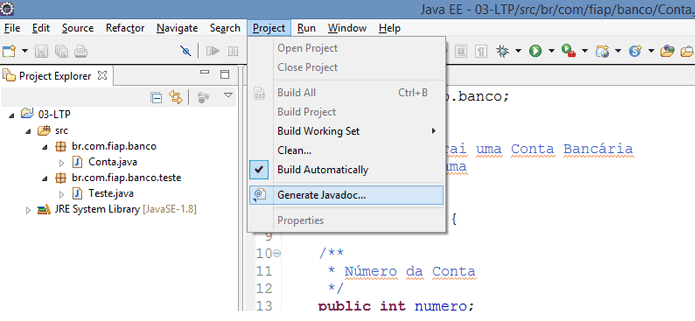 Java EE - 03-LTP/src/br/com/fiap/banco/Conta.
File Edit Source Refactor Navigate Search Project Run Window Help
Project Explorer
03-LTP
src
br.com.fiap.banco
Conta.java
br.com.fiap.banco.teste
Teste.java
JRE System Library [JavaSE-1.8]
Open Project
Close Project
Build All Ctrl+B
Build Project
Build Working Set
Clean...
Build Automatically
Generate Javadoc...
Properties
.banco;
rai uma Conta Bancária
ama
{
9
10 /**
11 * Número da Conta
12 */
13 public int numero;